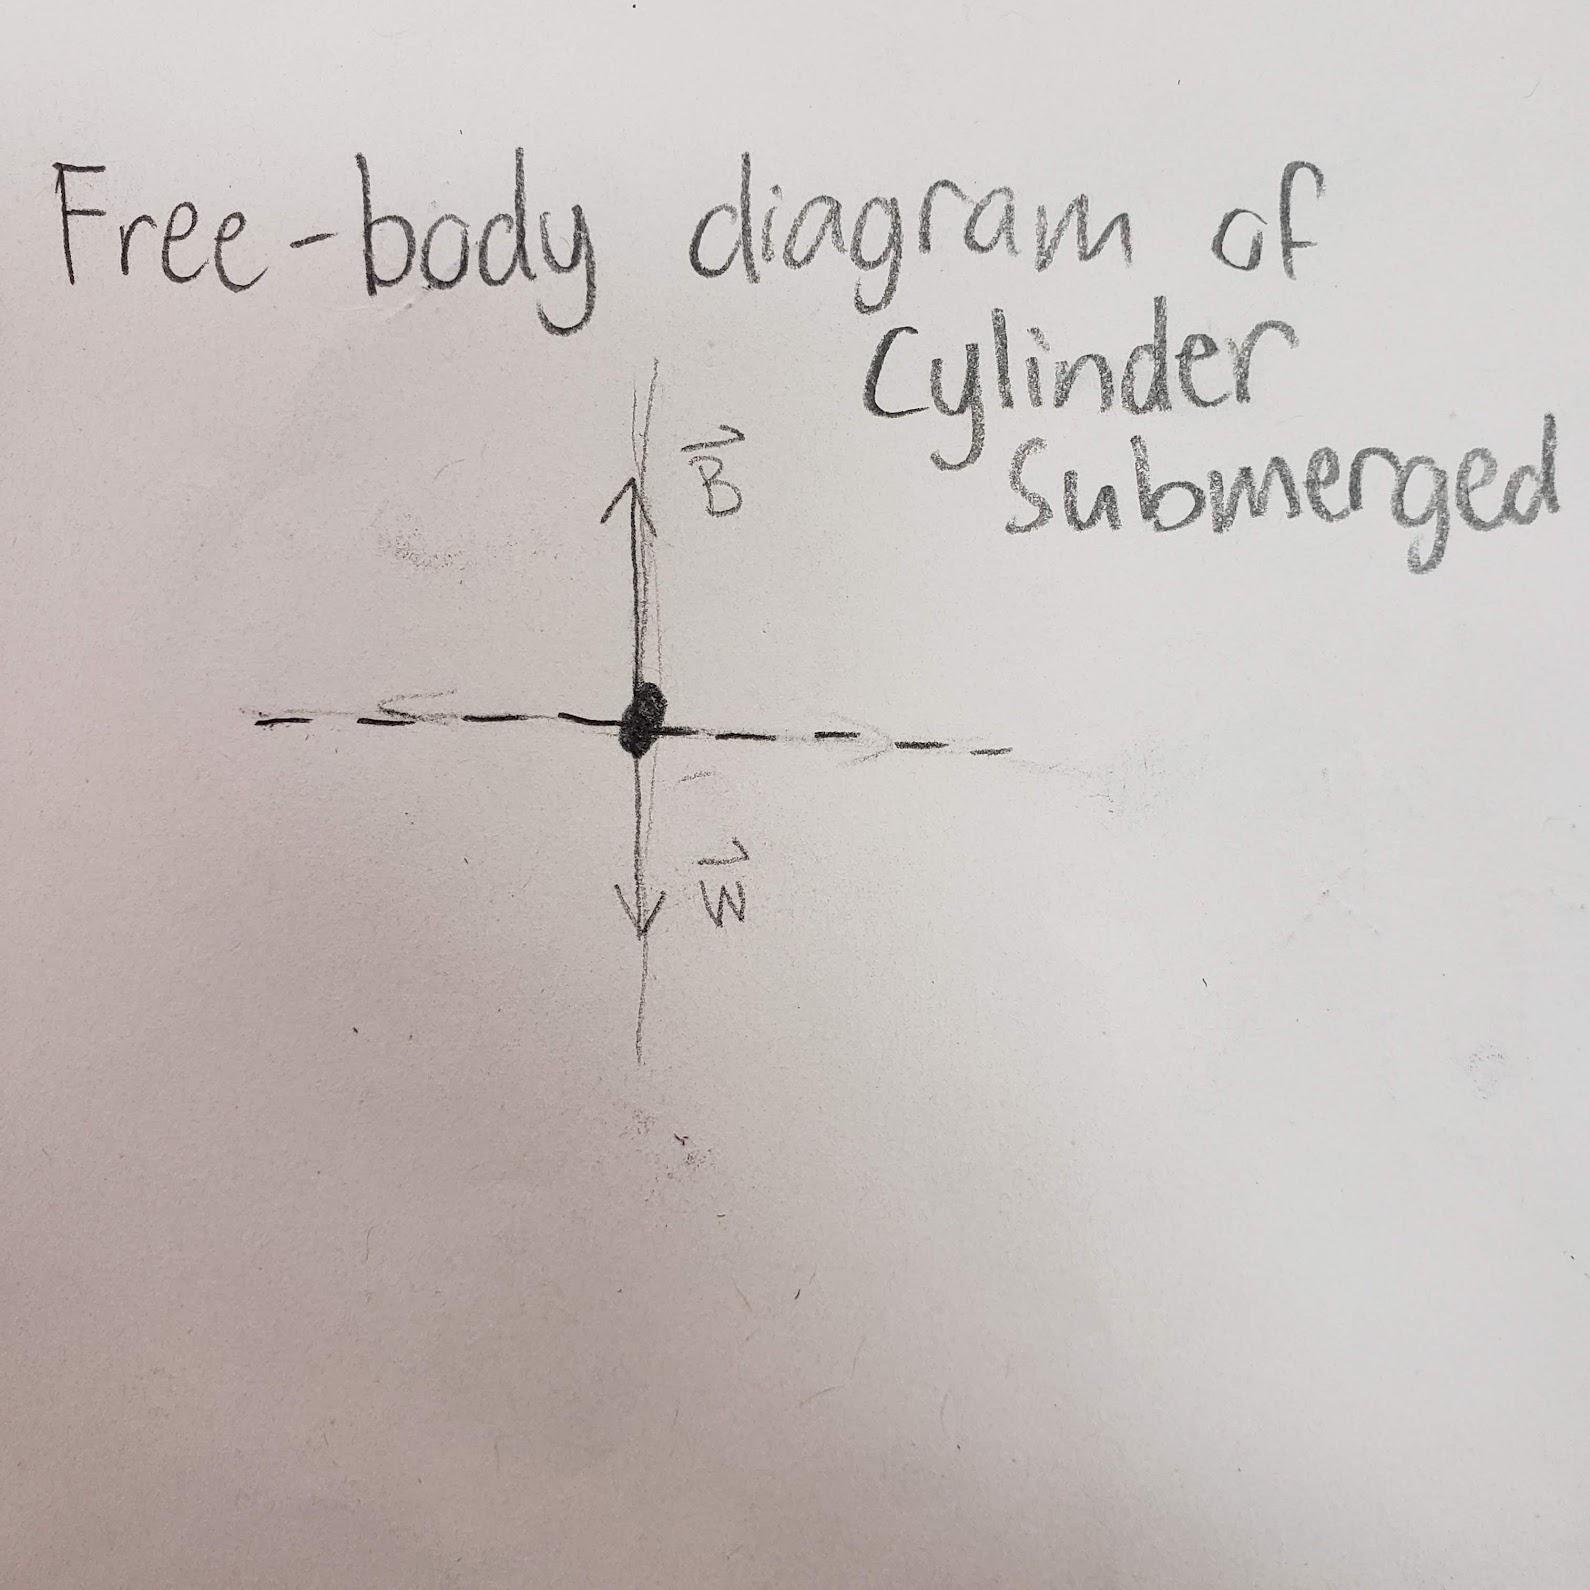 Free-body diagram of
Cylinder
Submerged
B
W